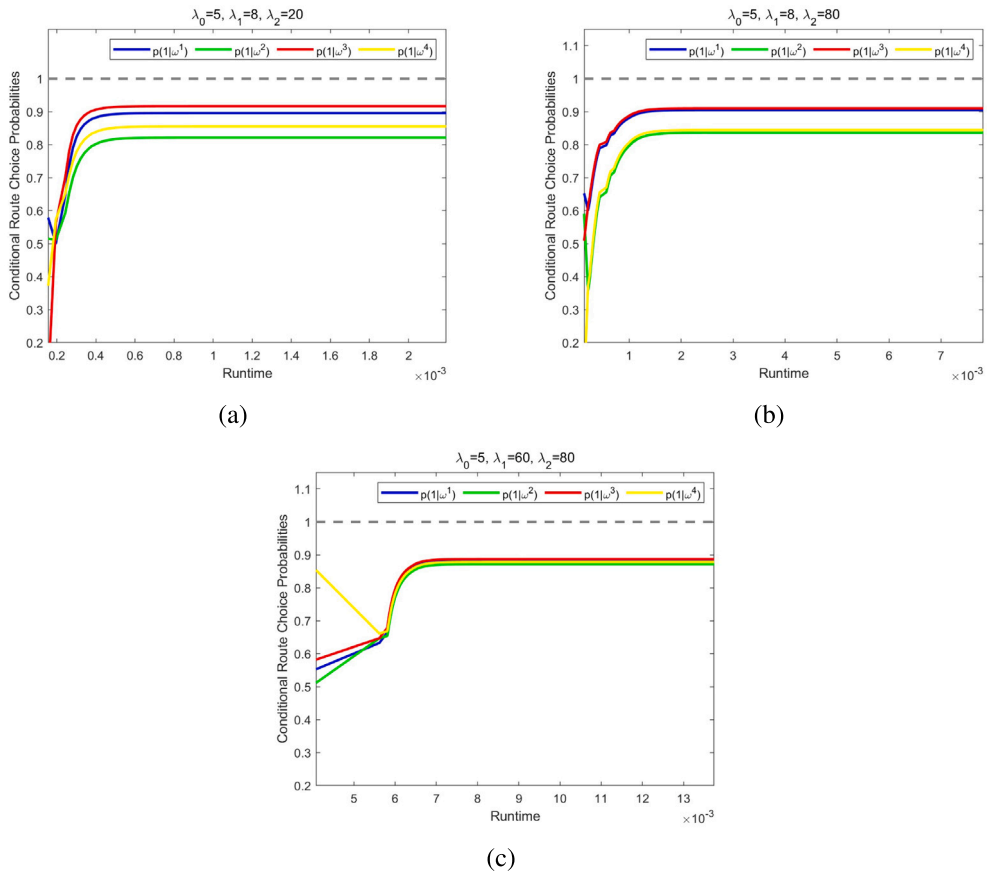 λ₀=5, λ₁=8, λ₂=20
p(1|ω¹) p(1|ω²) p(1|ω³) p(1|ω⁴)
1
0.9
0.8
0.7
0.6
0.5
0.4
0.3
0.2
Conditional Route Choice Probabilities
0.2 0.4 0.6 0.8 1 1.2 1.4 1.6 1.8 2
Runtime
×10⁻³
(a)
λ₀=5, λ₁=8, λ₂=80
p(1|ω¹) p(1|ω²) p(1|ω³) p(1|ω⁴)
1.1
1
0.9
0.8
0.7
0.6
0.5
0.4
0.3
0.2
Conditional Route Choice Probabilities
1 2 3 4 5 6 7
Runtime
×10⁻³
(b)
λ₀=5, λ₁=60, λ₂=80
p(1|ω¹) p(1|ω²) p(1|ω³) p(1|ω⁴)
1.1
1
0.9
0.8
0.7
0.6
0.5
0.4
0.3
0.2
Conditional Route Choice Probabilities
5 6 7 8 9 10 11 12 13
Runtime
×10⁻³
(c)